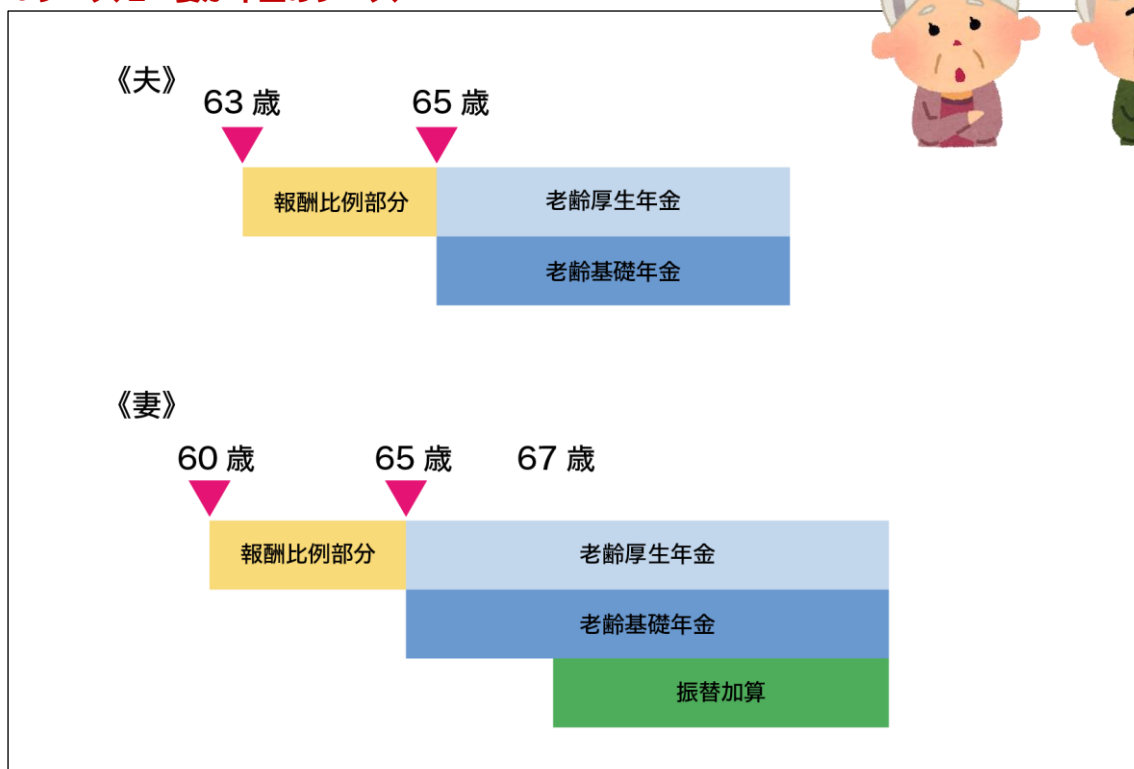 《夫》
63 歳
65 歳
報酬比例部分
老齢厚生年金
老齢基礎年金
《妻》
60 歳
65 歳
67 歳
報酬比例部分
老齢厚生年金
老齢基礎年金
振替加算